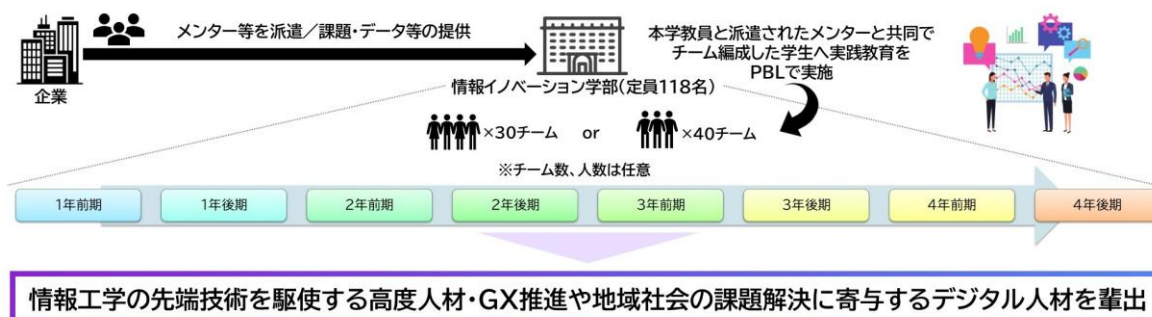 メンター等を派遣／課題・データ等の提供
企業
本学教員と派遣されたメンターと共同で
チーム編成した学生へ実践教育を
PBLで実施
情報イノベーション学部（定員118名）
×30チーム or ×40チーム
※チーム数、人数は任意
1年前期 1年後期 2年前期 2年後期 3年前期 3年後期 4年前期 4年後期
情報工学の先端技術を駆使する高度人材・GX推進や地域社会の課題解決に寄与するデジタル人材を輩出